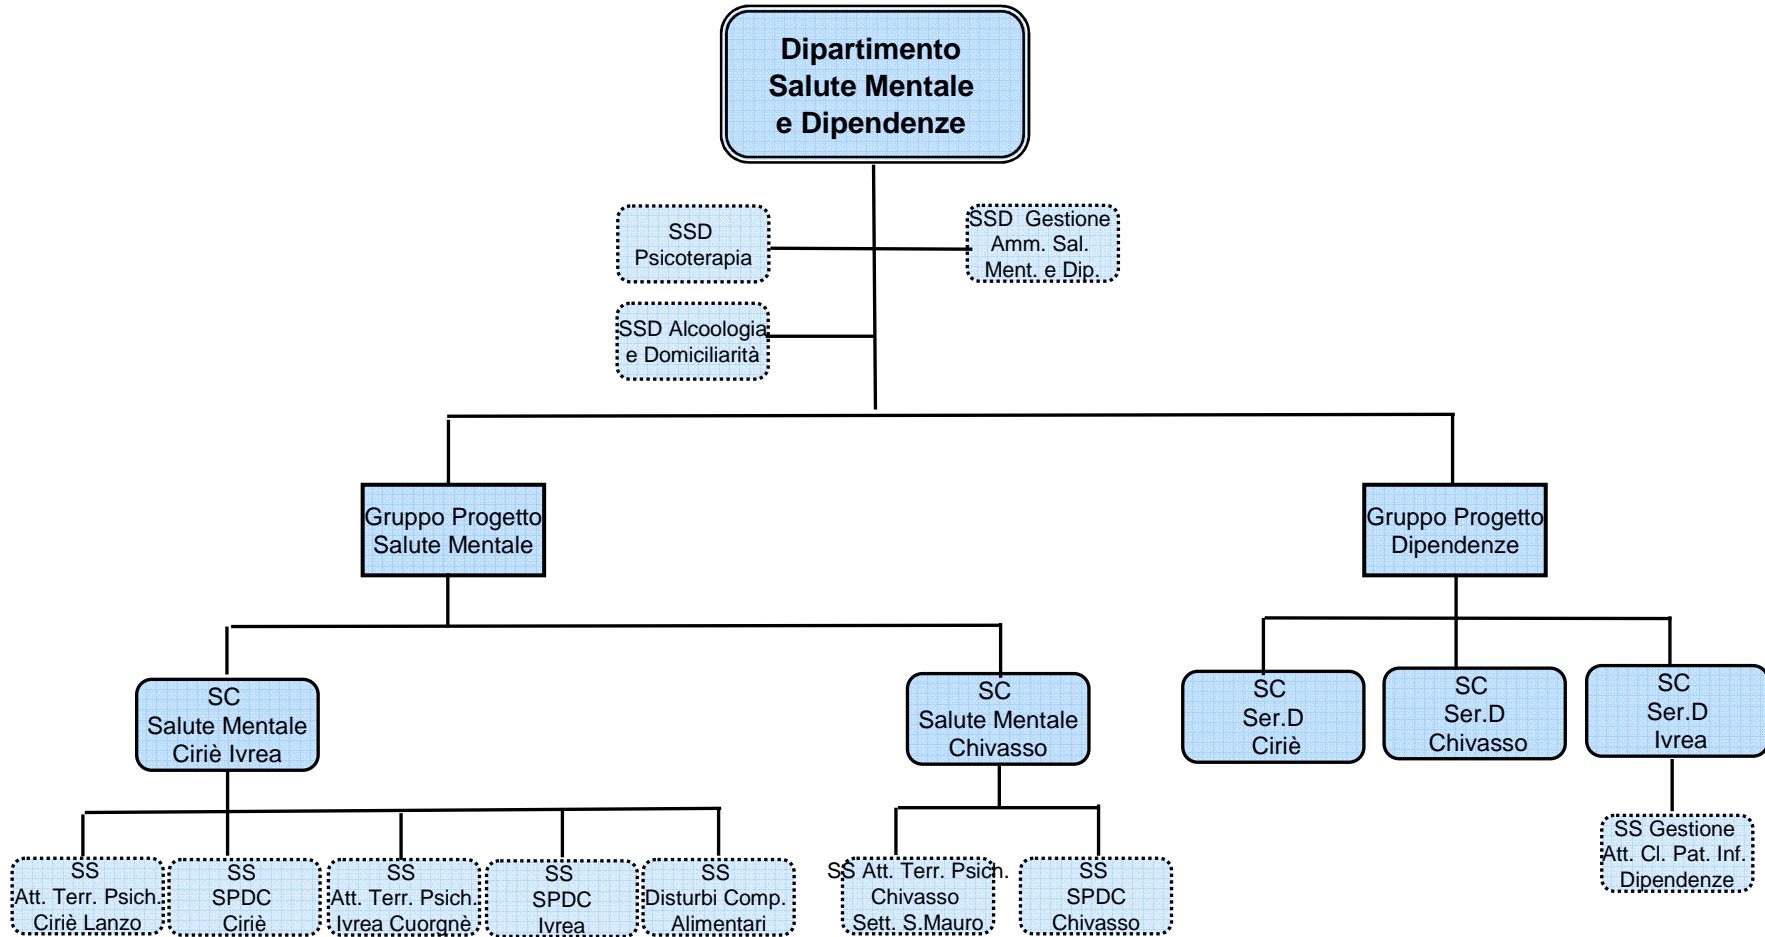 Dipartimento
Salute Mentale
e Dipendenze
SSD
Psicoterapia
SSD Gestione
Amm. Sal.
Ment. e Dip.
SSD Alcoologia
e Domiciliarità
Gruppo Progetto
Salute Mentale
Gruppo Progetto
Dipendenze
SC
Salute Mentale
Ciriè Ivrea
SC
Salute Mentale
Chivasso
SC
Ser.D
Ciriè
SC
Ser.D
Chivasso
SC
Ser.D
Ivrea
SS
Att. Terr. Psich.
Ciriè Lanzo
SS
SPDC
Ciriè
SS
Att. Terr. Psich.
Ivrea Cuorgnè
SS
SPDC
Ivrea
SS
Disturbi Comp.
Alimentari
SS Att. Terr. Psich.
Chivasso
Sett. S.Mauro
SS
SPDC
Chivasso
SS Gestione
Att. Cl. Pat. Inf.
Dipendenze